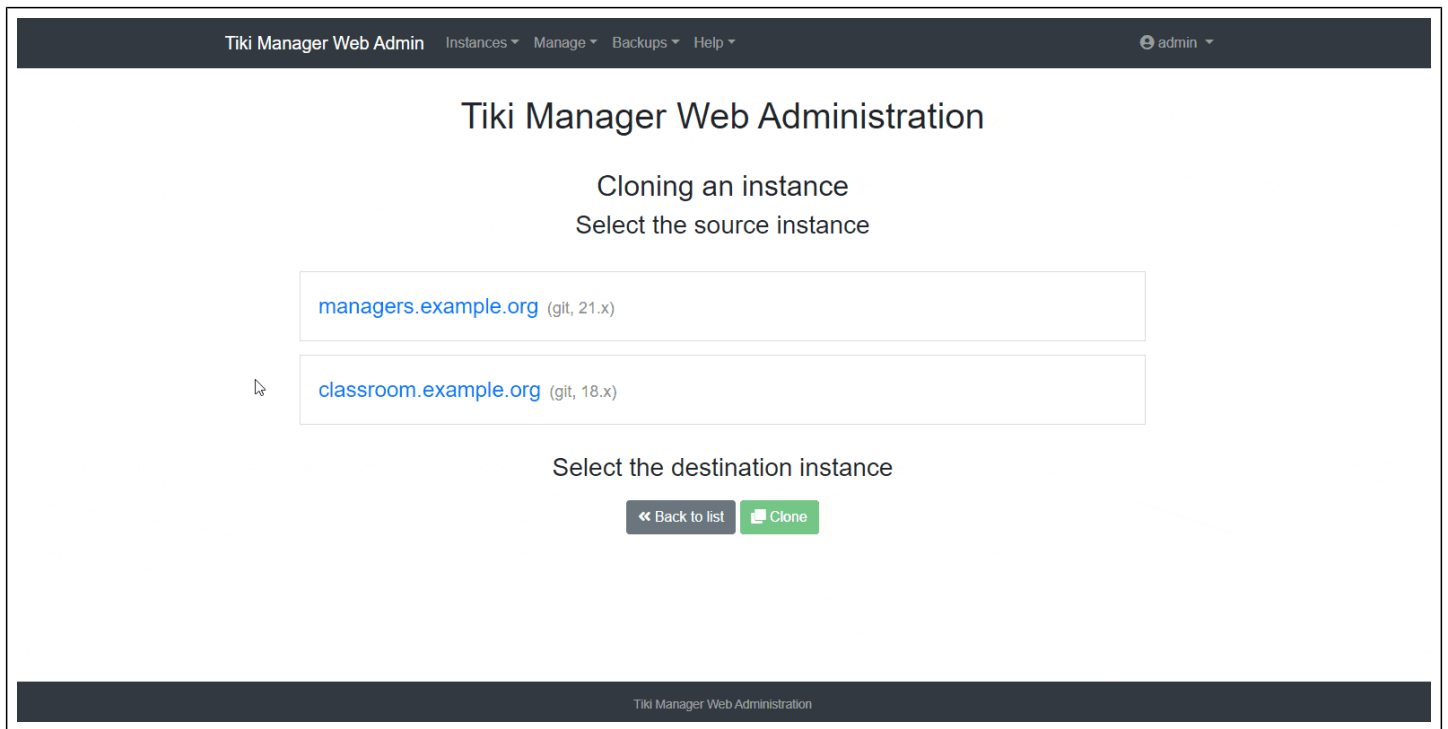 Tiki Manager Web Admin Instances Manage Backups Help admin
Tiki Manager Web Administration
Cloning an instance
Select the source instance
managers.example.org (git, 21.x)
classroom.example.org (git, 18.x)
Select the destination instance
Back to list Clone
Tiki Manager Web Administration